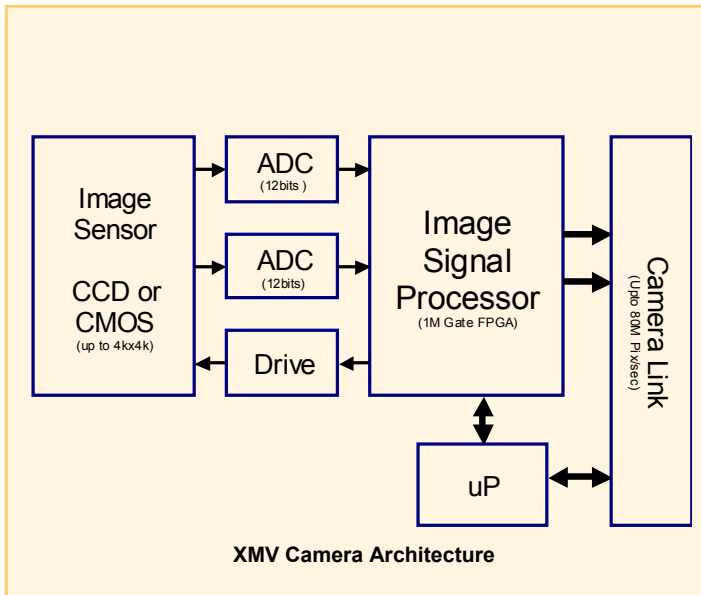 Image
Sensor
CCD or
CMOS
(up to 4kx4k)
ADC
(12bits )
ADC
(12bits)
Drive
Image
Signal
Processor
(1M Gate FPGA)
uP
Camera Link
(Upto 80M Pix/sec)
XMV Camera Architecture